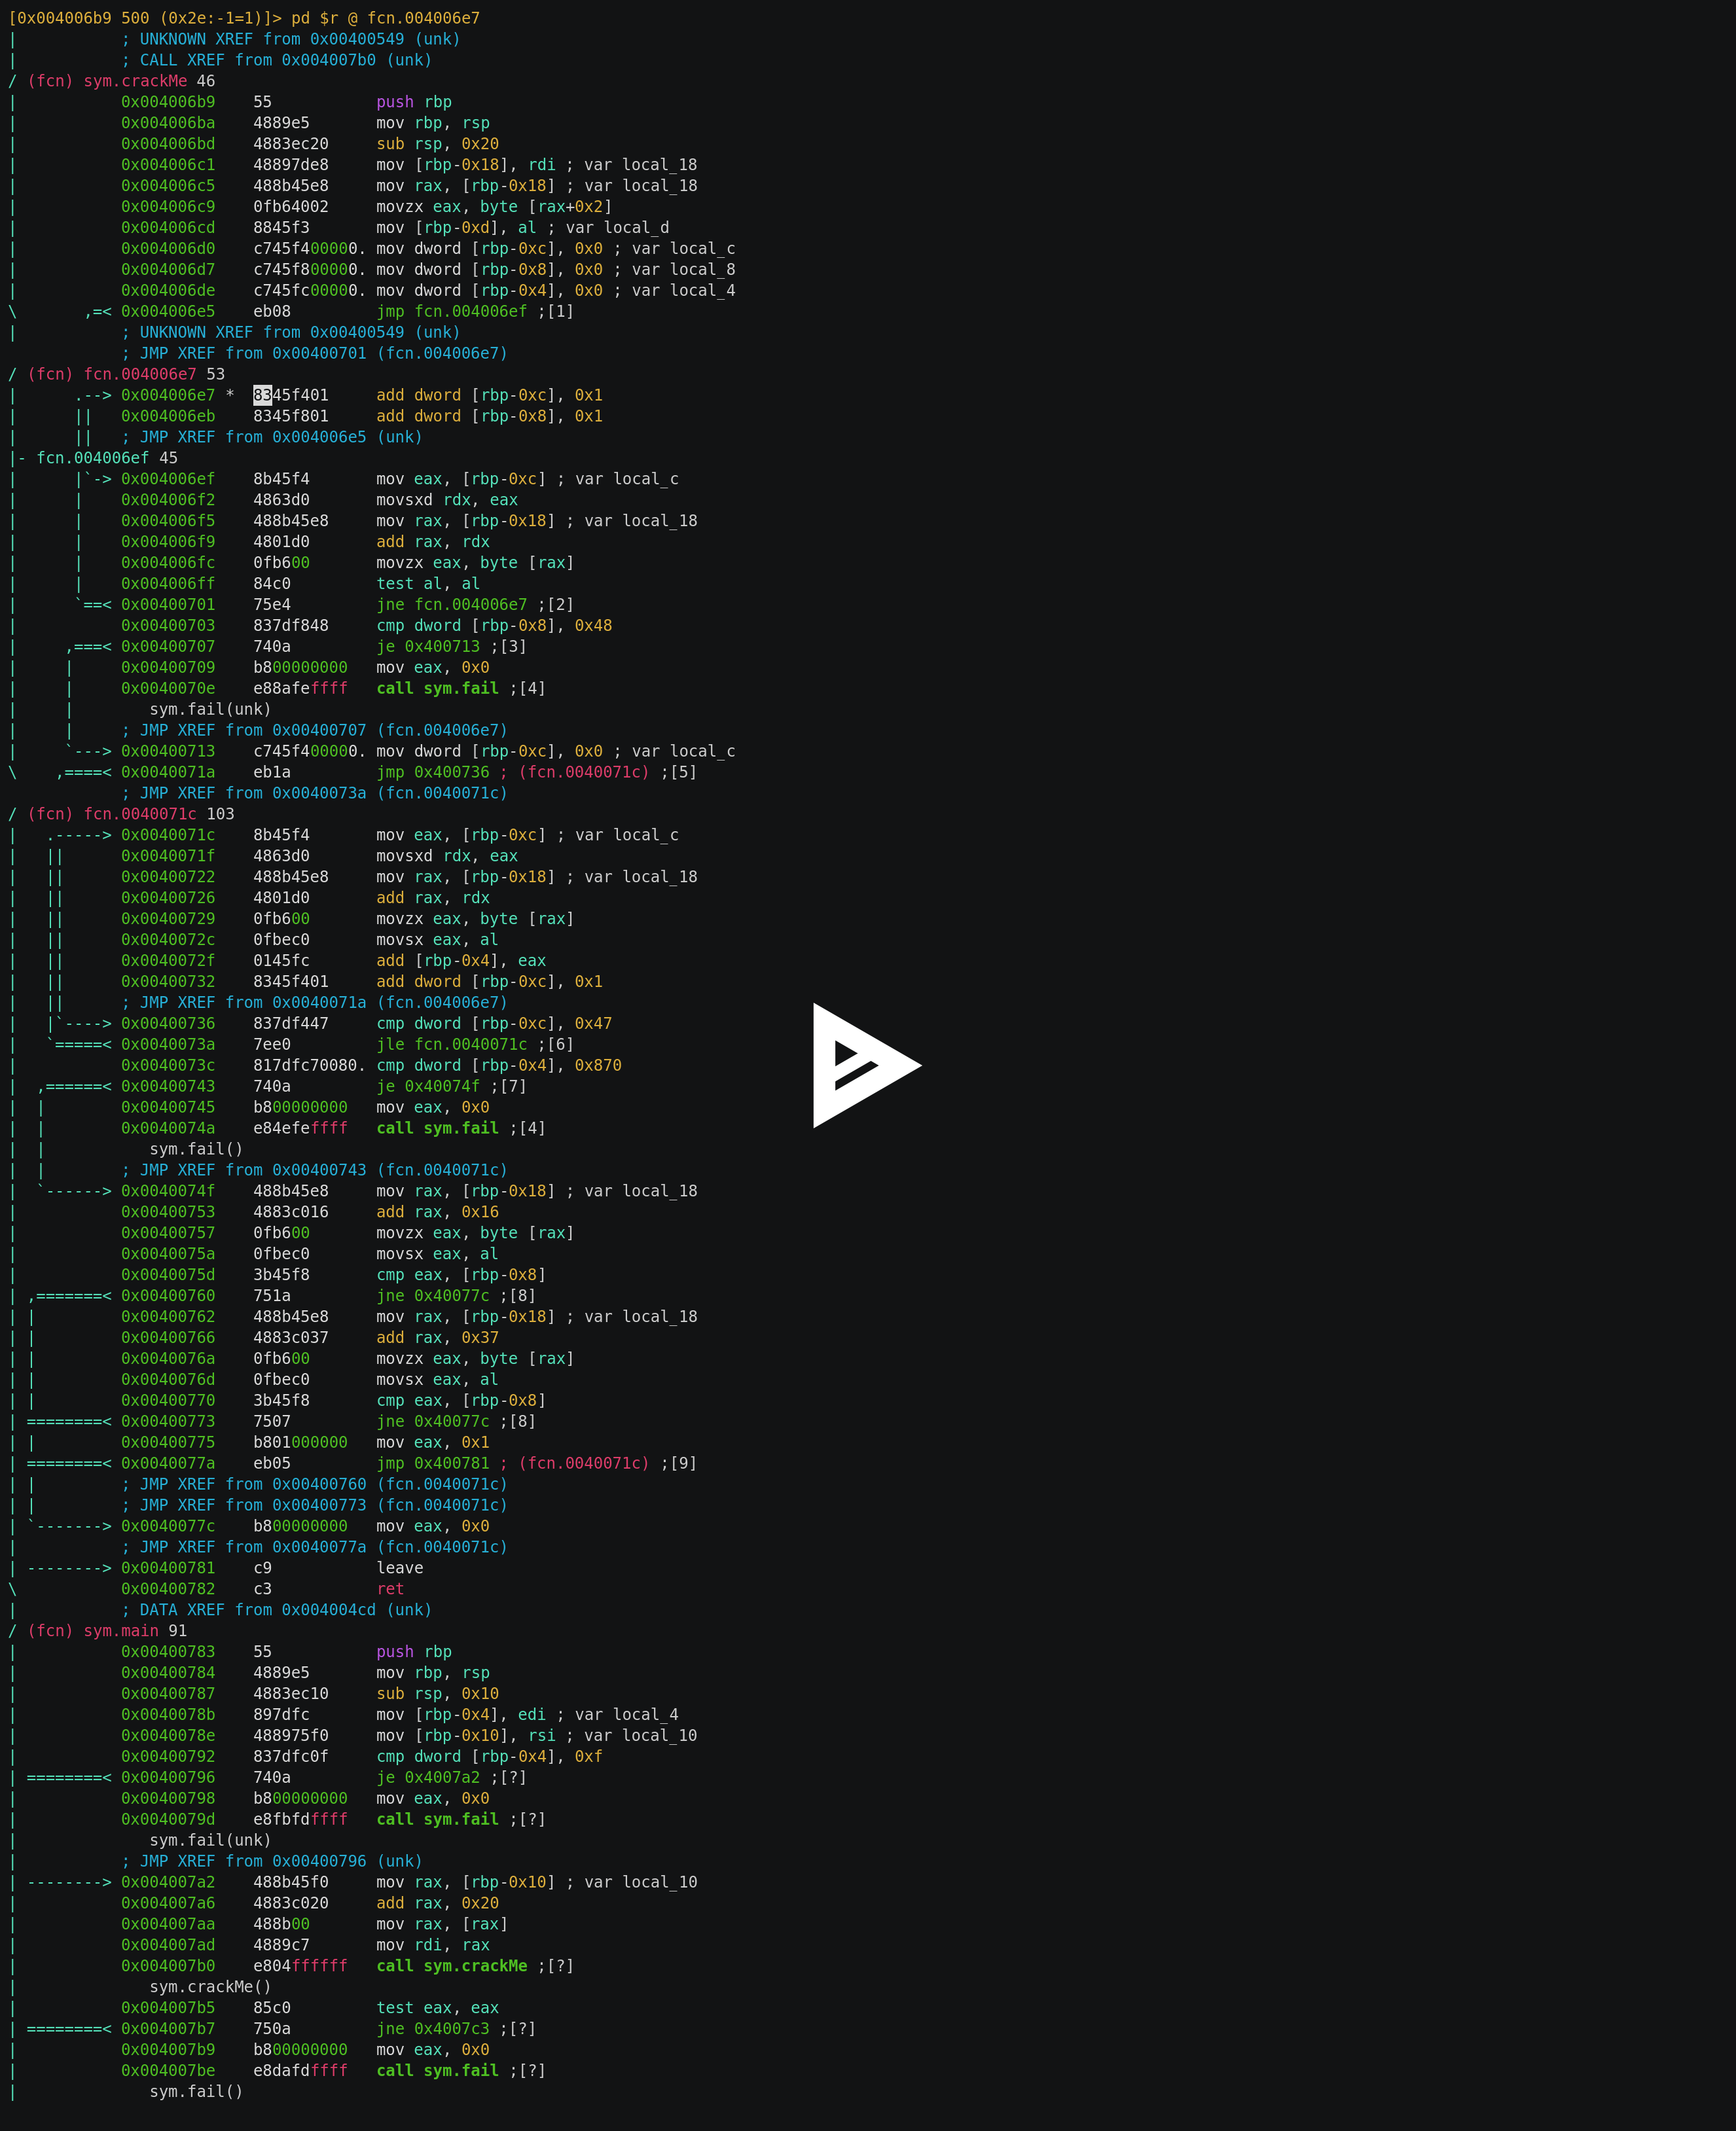 [0x004006b9 500 (0x2e:-1=1)]> pd $r @ fcn.004006e7
|           ; UNKNOWN XREF from 0x00400549 (unk)
|           ; CALL XREF from 0x004007b0 (unk)
/ (fcn) sym.crackMe 46
|           0x004006b9    55           push rbp
|           0x004006ba    4889e5       mov rbp, rsp
|           0x004006bd    4883ec20     sub rsp, 0x20
|           0x004006c1    48897de8     mov [rbp-0x18], rdi ; var local_18
|           0x004006c5    488b45e8     mov rax, [rbp-0x18] ; var local_18
|           0x004006c9    0fb64002     movzx eax, byte [rax+0x2]
|           0x004006cd    8845f3       mov [rbp-0xd], al ; var local_d
|           0x004006d0    c745f400000. mov dword [rbp-0xc], 0x0 ; var local_c
|           0x004006d7    c745f800000. mov dword [rbp-0x8], 0x0 ; var local_8
|           0x004006de    c745fc00000. mov dword [rbp-0x4], 0x0 ; var local_4
\       ,=< 0x004006e5    eb08         jmp fcn.004006ef ;[1]
|           ; UNKNOWN XREF from 0x00400549 (unk)
            ; JMP XREF from 0x00400701 (fcn.004006e7)
/ (fcn) fcn.004006e7 53
|      .--> 0x004006e7 *  8345f401     add dword [rbp-0xc], 0x1
|      ||   0x004006eb    8345f801     add dword [rbp-0x8], 0x1
|      ||   ; JMP XREF from 0x004006e5 (unk)
|- fcn.004006ef 45
|      |`-> 0x004006ef    8b45f4       mov eax, [rbp-0xc] ; var local_c
|      |    0x004006f2    4863d0       movsxd rdx, eax
|      |    0x004006f5    488b45e8     mov rax, [rbp-0x18] ; var local_18
|      |    0x004006f9    4801d0       add rax, rdx
|      |    0x004006fc    0fb600       movzx eax, byte [rax]
|      |    0x004006ff    84c0         test al, al
|      `==< 0x00400701    75e4         jne fcn.004006e7 ;[2]
|           0x00400703    837df848     cmp dword [rbp-0x8], 0x48
|     ,===< 0x00400707    740a         je 0x400713 ;[3]
|     |     0x00400709    b800000000   mov eax, 0x0
|     |     0x0040070e    e88afeffff   call sym.fail ;[4]
|     |        sym.fail(unk)
|     |     ; JMP XREF from 0x00400707 (fcn.004006e7)
|     `---> 0x00400713    c745f400000. mov dword [rbp-0xc], 0x0 ; var local_c
\    ,====< 0x0040071a    eb1a         jmp 0x400736 ; (fcn.0040071c) ;[5]
            ; JMP XREF from 0x0040073a (fcn.0040071c)
/ (fcn) fcn.0040071c 103
|   .-----> 0x0040071c    8b45f4       mov eax, [rbp-0xc] ; var local_c
|   ||      0x0040071f    4863d0       movsxd rdx, eax
|   ||      0x00400722    488b45e8     mov rax, [rbp-0x18] ; var local_18
|   ||      0x00400726    4801d0       add rax, rdx
|   ||      0x00400729    0fb600       movzx eax, byte [rax]
|   ||      0x0040072c    0fbec0       movsx eax, al
|   ||      0x0040072f    0145fc       add [rbp-0x4], eax
|   ||      0x00400732    8345f401     add dword [rbp-0xc], 0x1
|   ||      ; JMP XREF from 0x0040071a (fcn.004006e7)
|   |`----> 0x00400736    837df447     cmp dword [rbp-0xc], 0x47
|   `=====< 0x0040073a    7ee0         jle fcn.0040071c ;[6]
|           0x0040073c    817dfc70080. cmp dword [rbp-0x4], 0x870
|  ,======< 0x00400743    740a         je 0x40074f ;[7]
|  |        0x00400745    b800000000   mov eax, 0x0
|  |        0x0040074a    e84efeffff   call sym.fail ;[4]
|  |           sym.fail()
|  |        ; JMP XREF from 0x00400743 (fcn.0040071c)
|  `------> 0x0040074f    488b45e8     mov rax, [rbp-0x18] ; var local_18
|           0x00400753    4883c016     add rax, 0x16
|           0x00400757    0fb600       movzx eax, byte [rax]
|           0x0040075a    0fbec0       movsx eax, al
|           0x0040075d    3b45f8       cmp eax, [rbp-0x8]
| ,=======< 0x00400760    751a         jne 0x40077c ;[8]
| |         0x00400762    488b45e8     mov rax, [rbp-0x18] ; var local_18
| |         0x00400766    4883c037     add rax, 0x37
| |         0x0040076a    0fb600       movzx eax, byte [rax]
| |         0x0040076d    0fbec0       movsx eax, al
| |         0x00400770    3b45f8       cmp eax, [rbp-0x8]
| ========< 0x00400773    7507         jne 0x40077c ;[8]
| |         0x00400775    b801000000   mov eax, 0x1
| ========< 0x0040077a    eb05         jmp 0x400781 ; (fcn.0040071c) ;[9]
| |         ; JMP XREF from 0x00400760 (fcn.0040071c)
| |         ; JMP XREF from 0x00400773 (fcn.0040071c)
| `-------> 0x0040077c    b800000000   mov eax, 0x0
|           ; JMP XREF from 0x0040077a (fcn.0040071c)
| --------> 0x00400781    c9           leave
\           0x00400782    c3           ret
|           ; DATA XREF from 0x004004cd (unk)
/ (fcn) sym.main 91
|           0x00400783    55           push rbp
|           0x00400784    4889e5       mov rbp, rsp
|           0x00400787    4883ec10     sub rsp, 0x10
|           0x0040078b    897dfc       mov [rbp-0x4], edi ; var local_4
|           0x0040078e    488975f0     mov [rbp-0x10], rsi ; var local_10
|           0x00400792    837dfc0f     cmp dword [rbp-0x4], 0xf
| ========< 0x00400796    740a         je 0x4007a2 ;[?]
|           0x00400798    b800000000   mov eax, 0x0
|           0x0040079d    e8fbfdffff   call sym.fail ;[?]
|              sym.fail(unk)
|           ; JMP XREF from 0x00400796 (unk)
| --------> 0x004007a2    488b45f0     mov rax, [rbp-0x10] ; var local_10
|           0x004007a6    4883c020     add rax, 0x20
|           0x004007aa    488b00       mov rax, [rax]
|           0x004007ad    4889c7       mov rdi, rax
|           0x004007b0    e804ffffff   call sym.crackMe ;[?]
|              sym.crackMe()
|           0x004007b5    85c0         test eax, eax
| ========< 0x004007b7    750a         jne 0x4007c3 ;[?]
|           0x004007b9    b800000000   mov eax, 0x0
|           0x004007be    e8dafdffff   call sym.fail ;[?]
|              sym.fail()